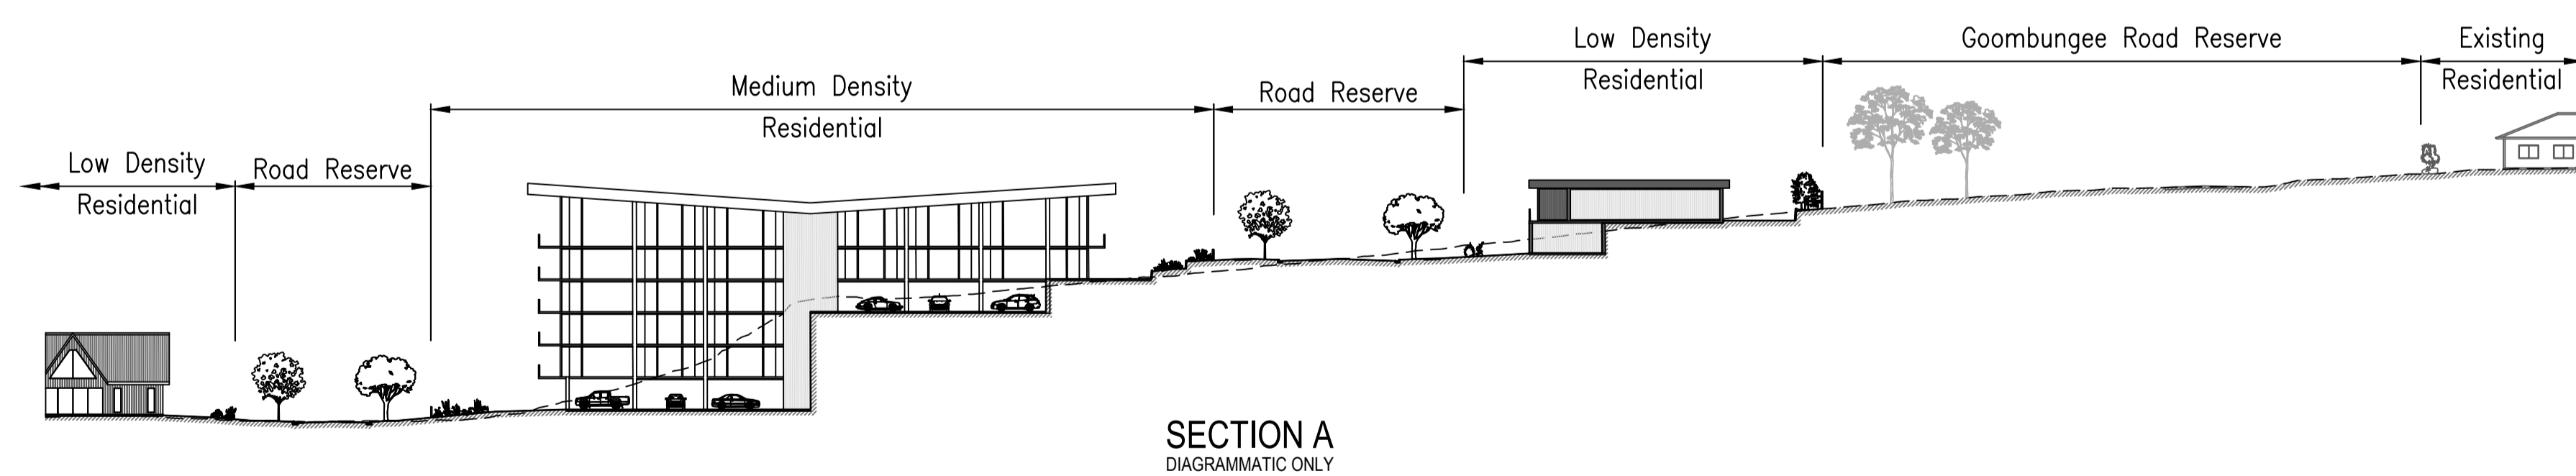 Low Density
Residential
Road Reserve
Medium Density
Residential
Road Reserve
Low Density
Residential
Goombungee Road Reserve
Existing
Residential
SECTION A
DIAGRAMMATIC ONLY